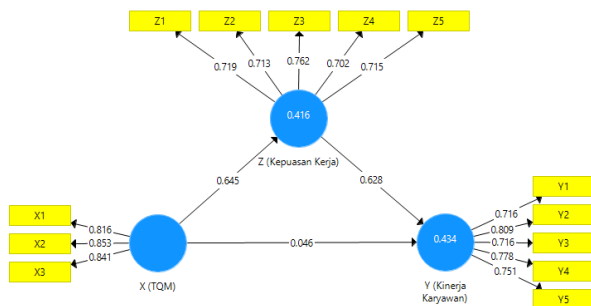 Z1
Z2
Z3
Z4
Z5
0.719
0.713
0.762
0.702
0.715
0.416
Z (Kepuasan Kerja)
0.645
0.628
X1
X2
X3
0.816
0.853
0.841
X (TQM)
0.046
0.434
Y (Kinerja
Karyawan)
0.716
0.809
0.716
0.778
0.751
Y1
Y2
Y3
Y4
Y5